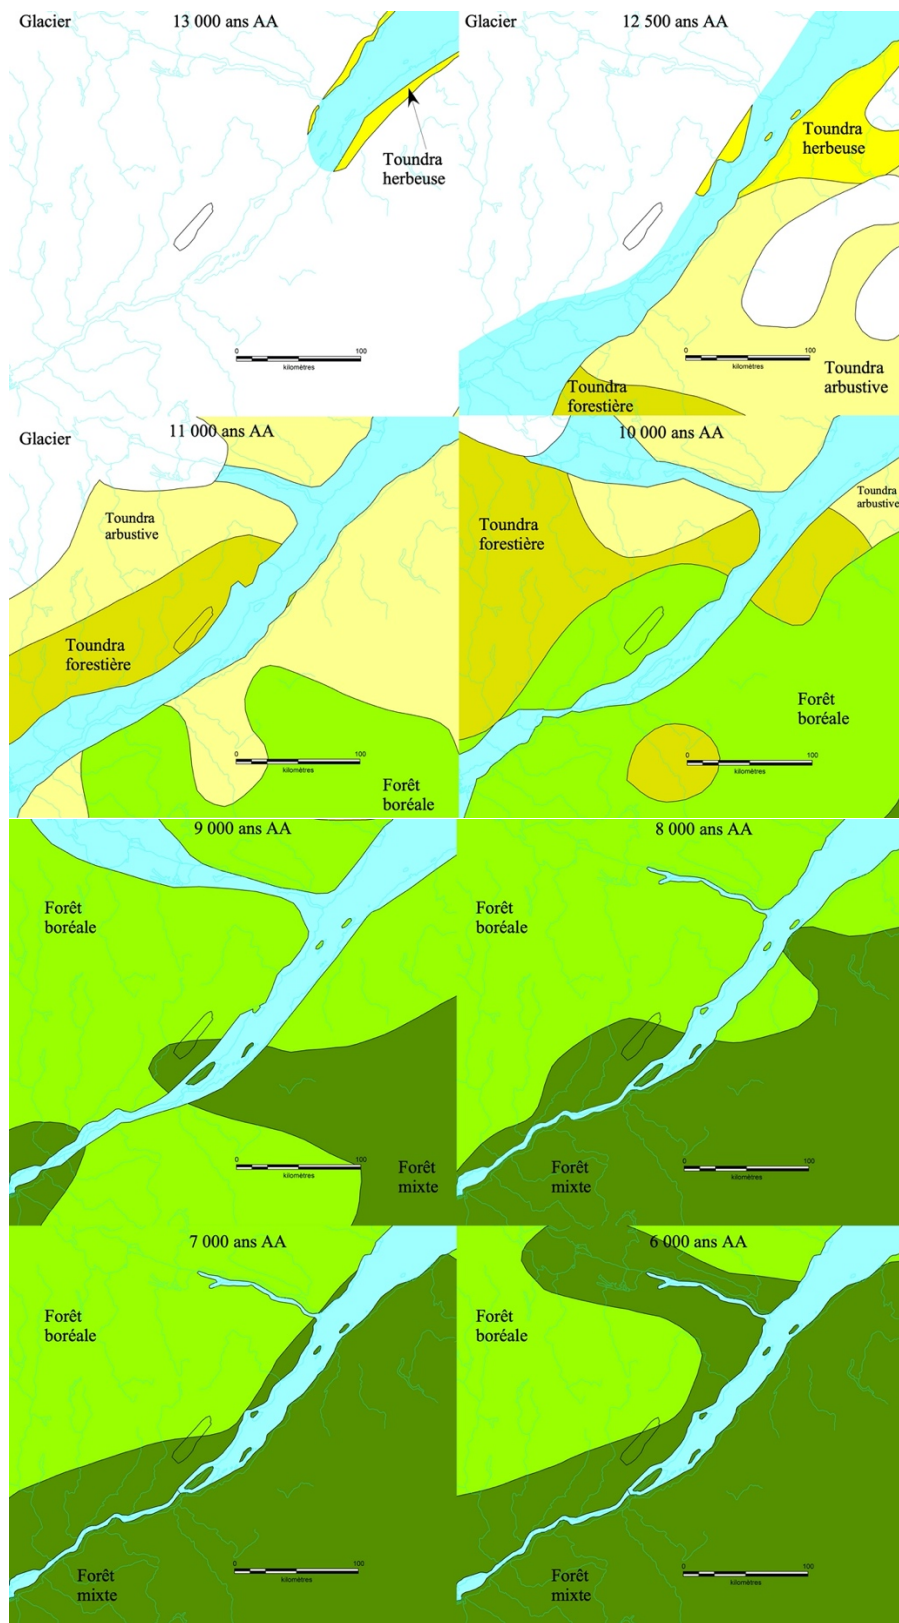 Glacier
13 000 ans AA
Toundra
herbeuse
0
100
kilomètres
Glacier
12 500 ans AA
Toundra
herbeuse
0
100
kilomètres
Toundra
arbustive
Toundra
forestière
Glacier
11 000 ans AA
Toundra
arbustive
Toundra
forestière
0
100
kilomètres
Forêt
boréale
10 000 ans AA
Toundra
arbustive
Toundra
forestière
Forêt
boréale
0
100
kilomètres
9 000 ans AA
Forêt
boréale
0
100
kilomètres
Forêt
mixte
8 000 ans AA
Forêt
boréale
0
100
kilomètres
Forêt
mixte
7 000 ans AA
Forêt
boréale
0
100
kilomètres
Forêt
mixte
6 000 ans AA
Forêt
boréale
0
100
kilomètres
Forêt
mixte